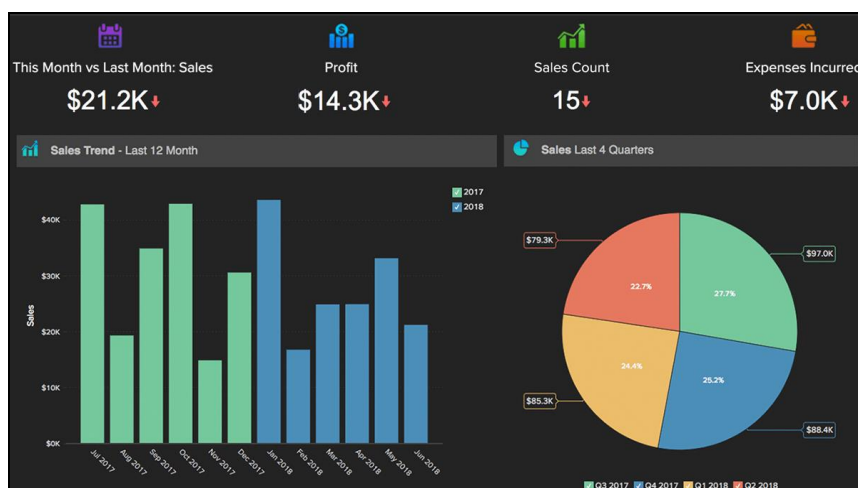 This Month vs Last Month: Sales
$21.2K
Profit
$14.3K
Sales Count
15
Expenses Incurred
$7.0K
Sales Trend - Last 12 Month
2017
2018
$40K
$30K
$20K
$10K
$0K
Sales
Jul 2017
Aug 2017
Sep 2017
Oct 2017
Nov 2017
Dec 2017
Jan 2018
Feb 2018
Mar 2018
Apr 2018
May 2018
Jun 2018
Sales Last 4 Quarters
$79.3K
$97.0K
22.7%
27.7%
24.4%
25.2%
$85.3K
$88.4K
Q3 2017 Q4 2017 Q1 2018 Q2 2018